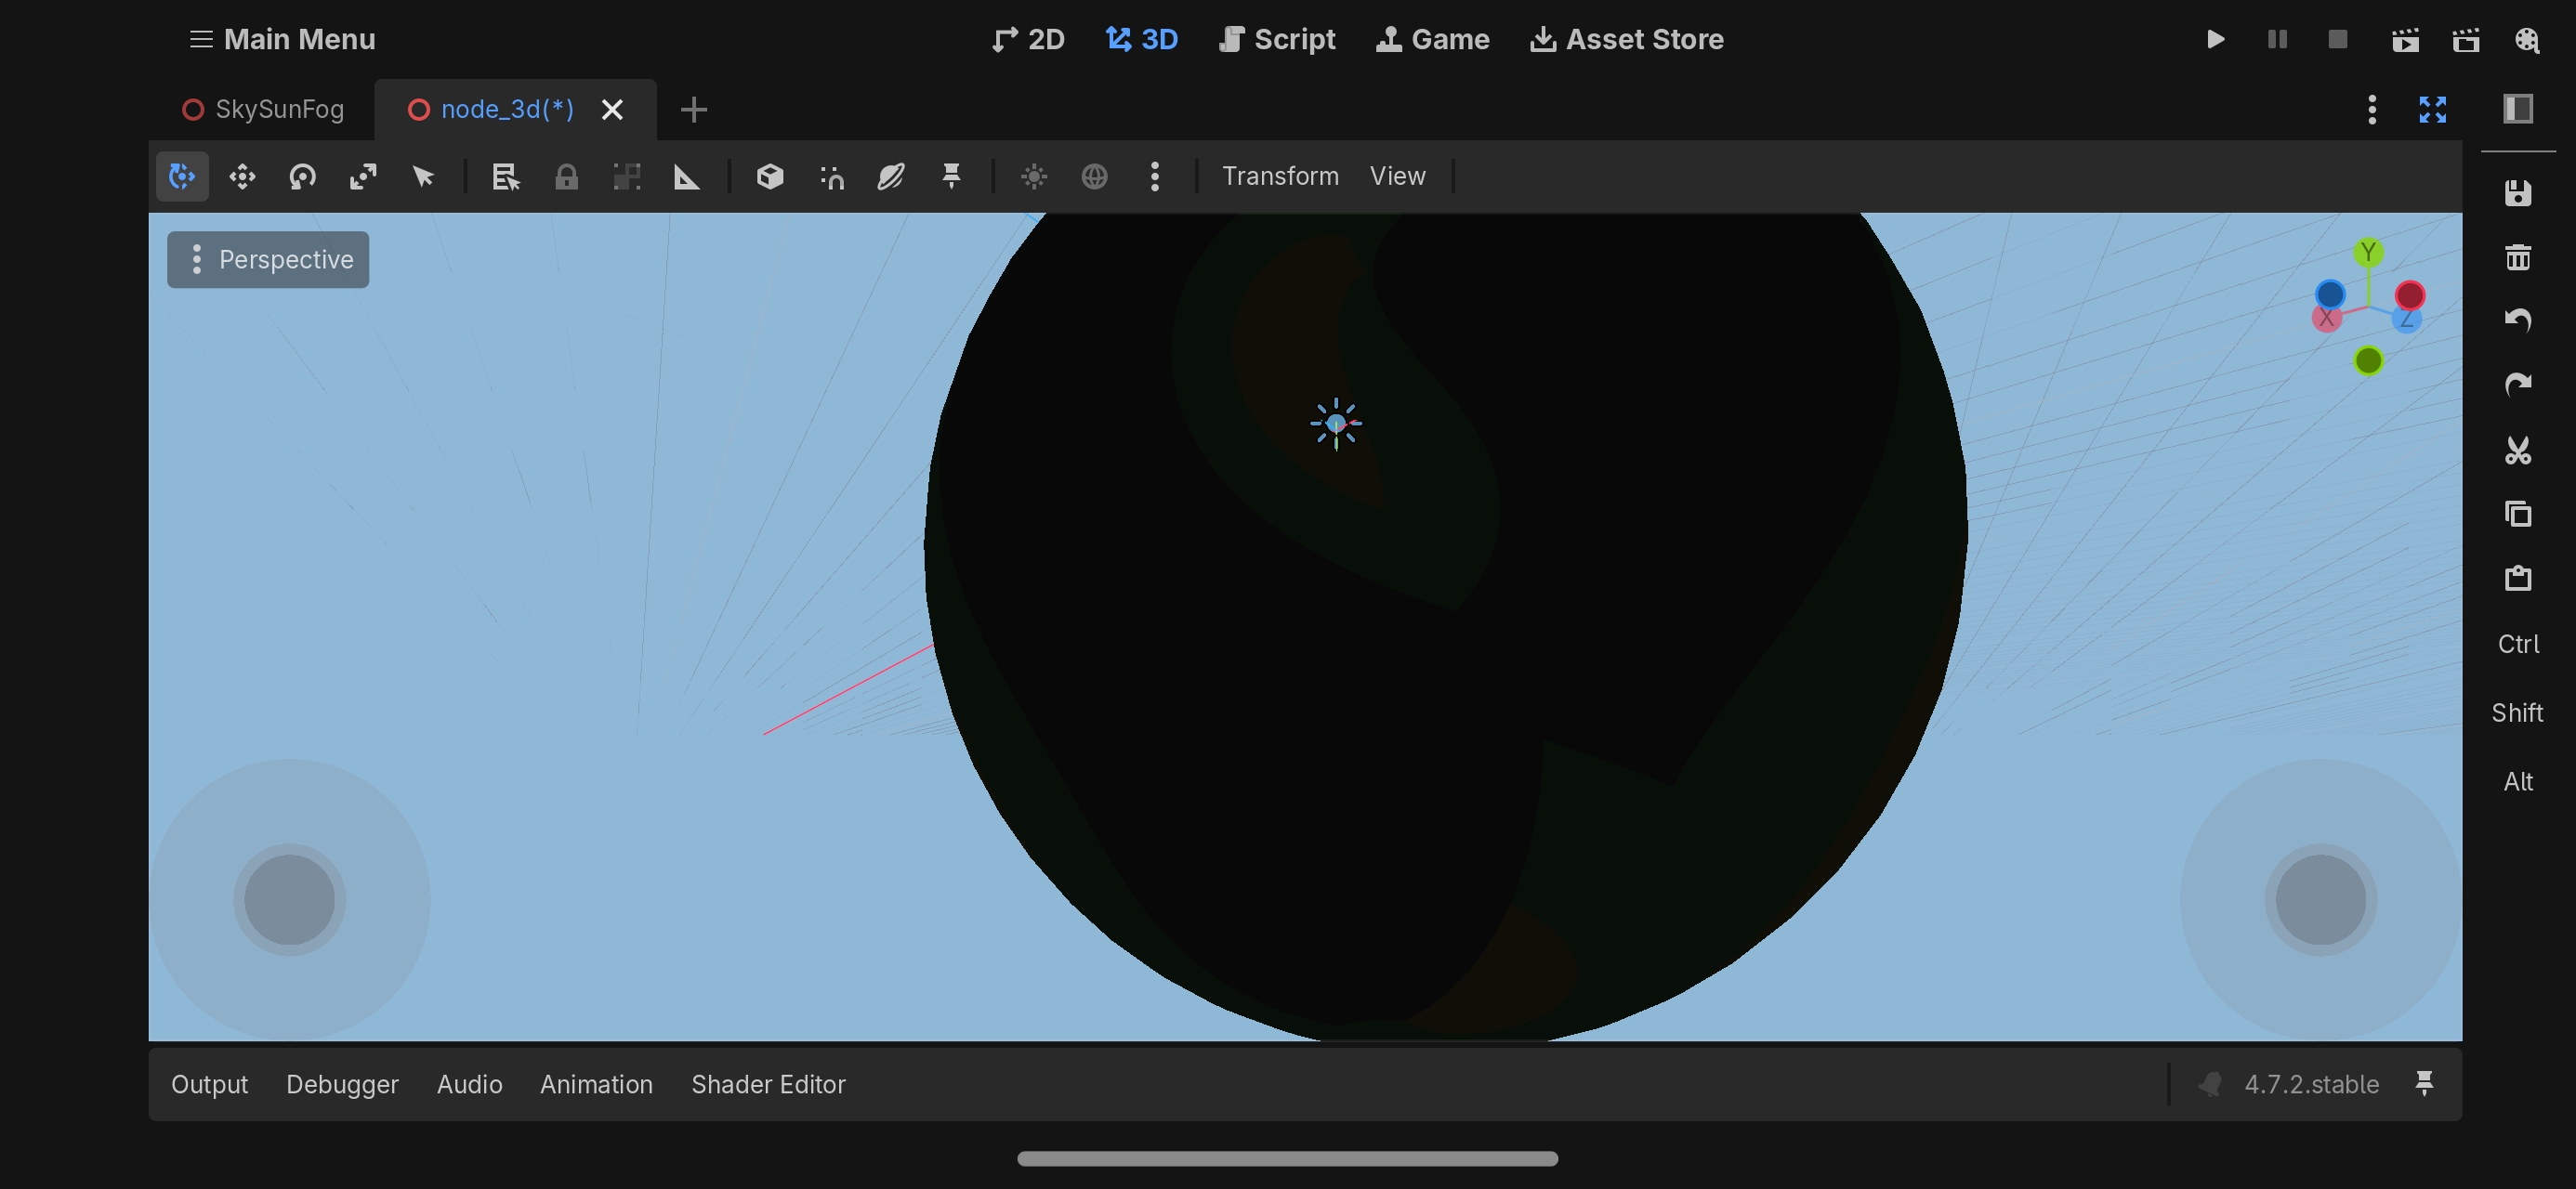 Main Menu
2D 3D Script Game Asset Store
SkySunFog node_3d(*)
Transform View
Perspective
Y
X Z
Ctrl
Shift
Alt
Output Debugger Audio Animation Shader Editor 4.7.2.stable